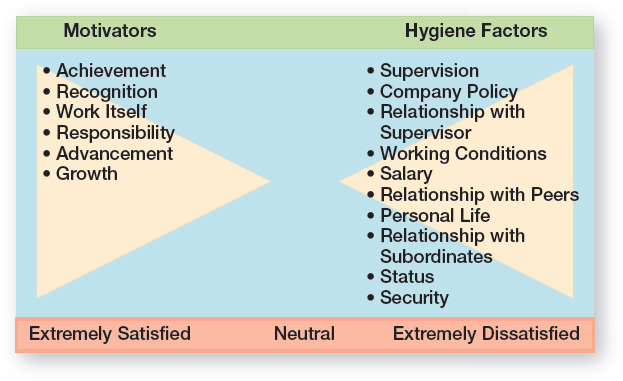 Motivators
Hygiene Factors
• Achievement
• Recognition
• Work Itself
• Responsibility
• Advancement
• Growth
• Supervision
• Company Policy
• Relationship with
Supervisor
• Working Conditions
• Salary
• Relationship with Peers
• Personal Life
• Relationship with
Subordinates
• Status
• Security
Extremely Satisfied
Neutral
Extremely Dissatisfied